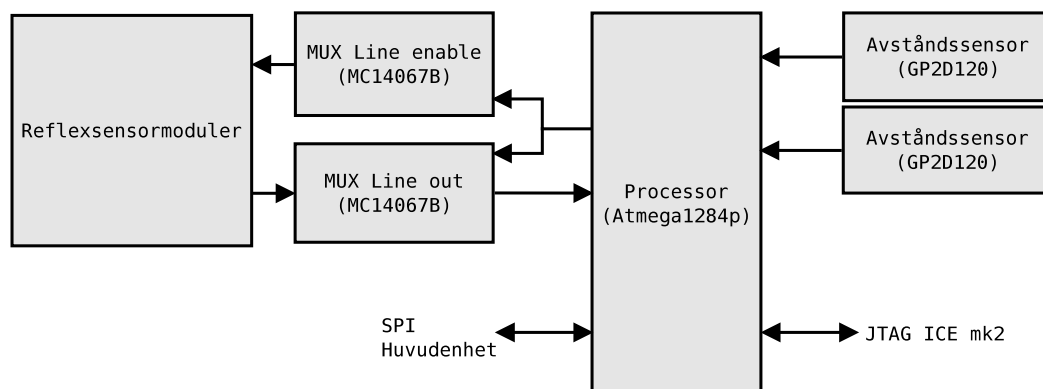 Reflexsensormoduler
MUX Line enable
(MC14067B)
MUX Line out
(MC14067B)
Processor
(Atmega1284p)
Avståndssensor
(GP2D120)
Avståndssensor
(GP2D120)
SPI
Huvudenhet
JTAG ICE mk2